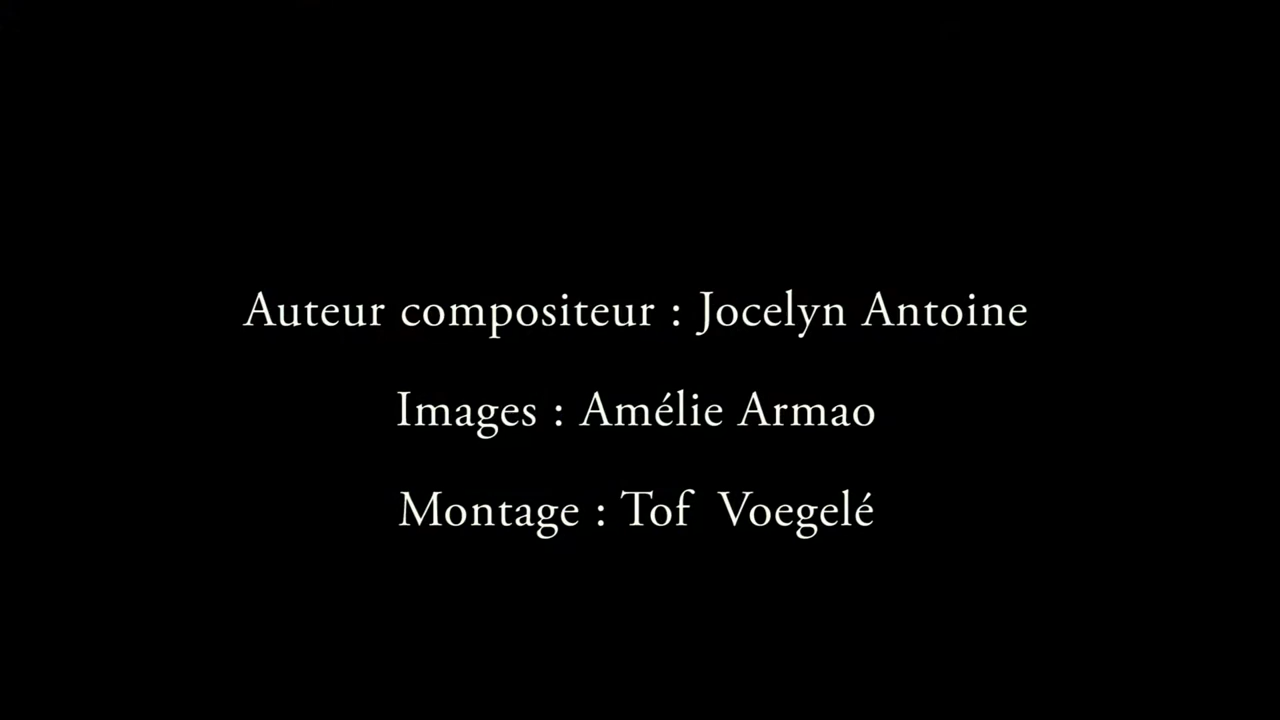 Auteur compositeur : Jocelyn Antoine
Images : Amélie Armao
Montage : Tof  Voegelé